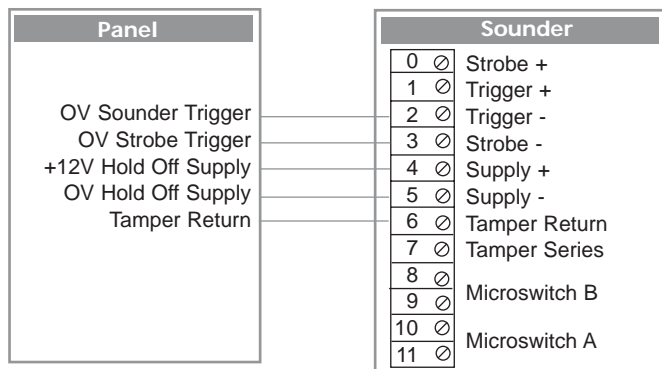 Panel
OV Sounder Trigger
OV Strobe Trigger
+12V Hold Off Supply
OV Hold Off Supply
Tamper Return
Sounder
0 Strobe +
1 Trigger +
2 Trigger -
3 Strobe -
4 Supply +
5 Supply -
6 Tamper Return
7 Tamper Series
8
Microswitch B
9
10
Microswitch A
11